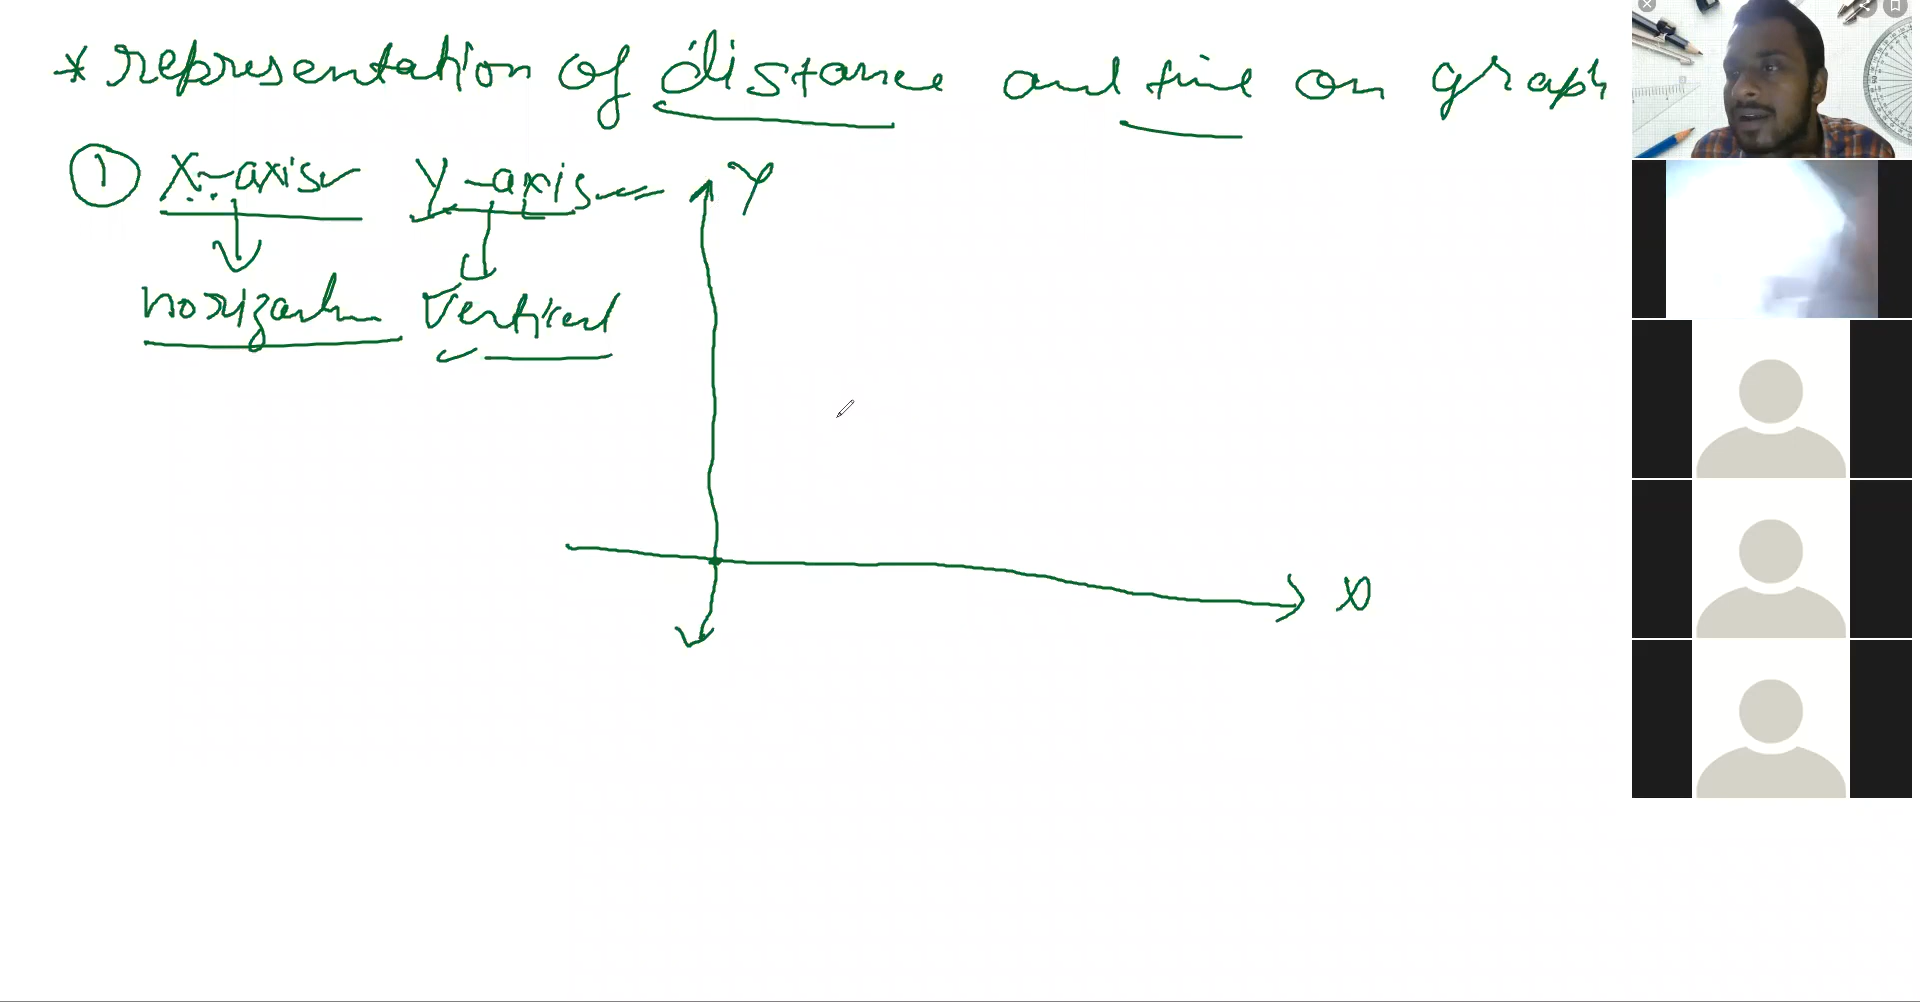 * representation of distance and time on graph
① X-axis Y-axis
Y
horizontal Vertical
X